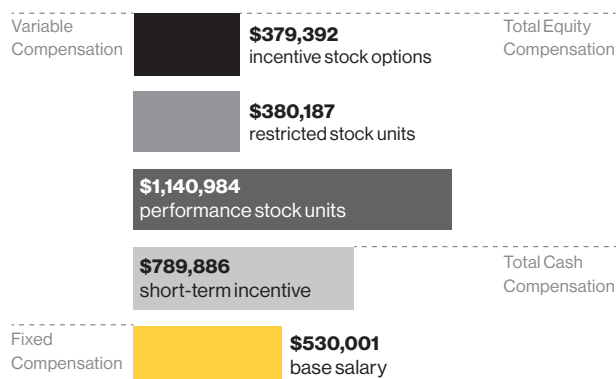 Variable
Compensation
$379,392
incentive stock options
Total Equity
Compensation
$380,187
restricted stock units
$1,140,984
performance stock units
$789,886
short-term incentive
Total Cash
Compensation
Fixed
Compensation
$530,001
base salary